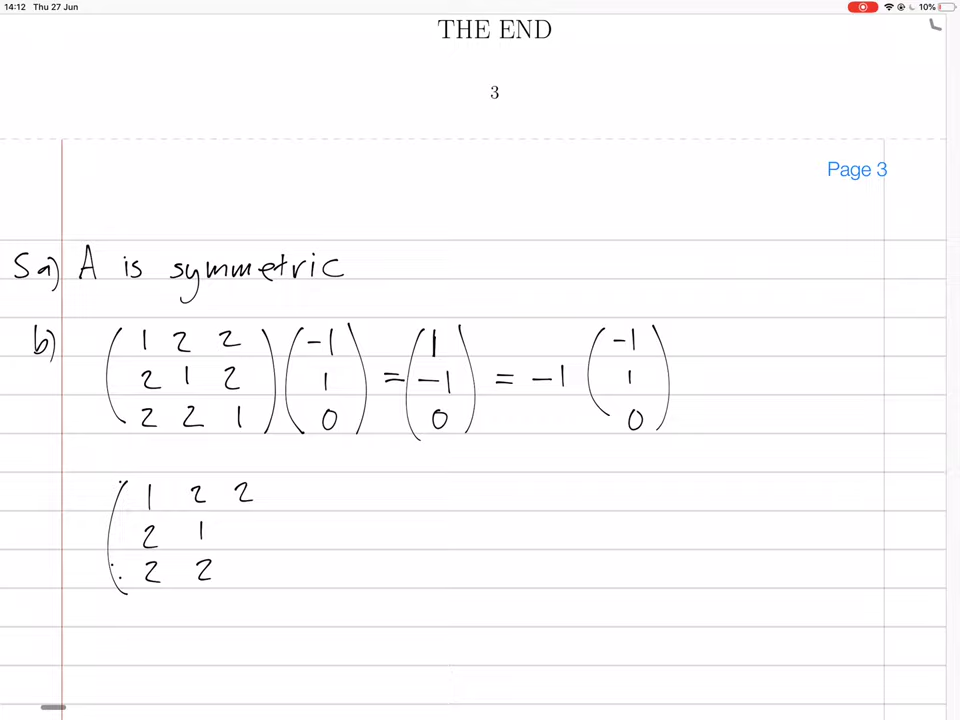 14:12 Thu 27 Jun 10%
THE END
3
Page 3
5a) A is symmetric
b) (1 2 2; 2 1 2; 2 2 1) (-1; 1; 0) = (1; -1; 0) = -1 (-1; 1; 0)
(1 2 2
2 1
2 2